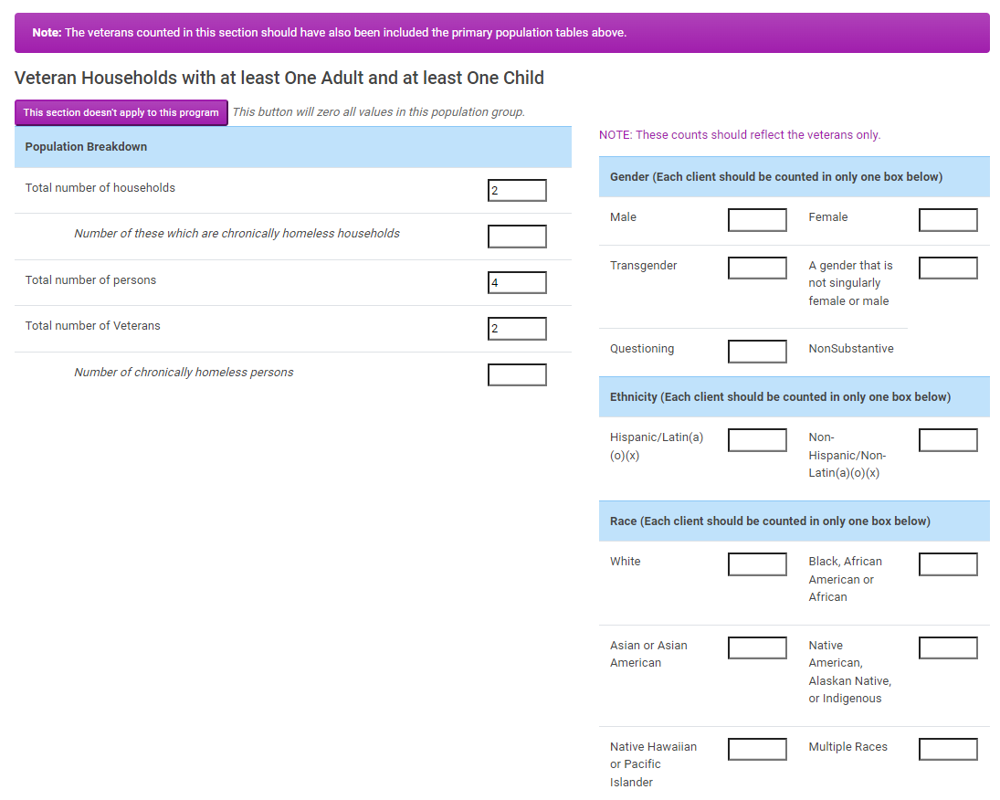 Note: The veterans counted in this section should have also been included the primary population tables above.
Veteran Households with at least One Adult and at least One Child
This section doesn't apply to this program This button will zero all values in this population group.
Population Breakdown
Total number of households 2
Number of these which are chronically homeless households
Total number of persons 4
Total number of Veterans 2
Number of chronically homeless persons
NOTE: These counts should reflect the veterans only.
Gender (Each client should be counted in only one box below)
Male Female
Transgender A gender that is
not singularly
female or male
Questioning NonSubstantive
Ethnicity (Each client should be counted in only one box below)
Hispanic/Latin(a)
(o)(x)
Non-
Hispanic/Non-
Latin(a)(o)(x)
Race (Each client should be counted in only one box below)
White
Black, African
American or
African
Asian or Asian
American
Native
American,
Alaskan Native,
or Indigenous
Native Hawaiian
or Pacific
Islander
Multiple Races